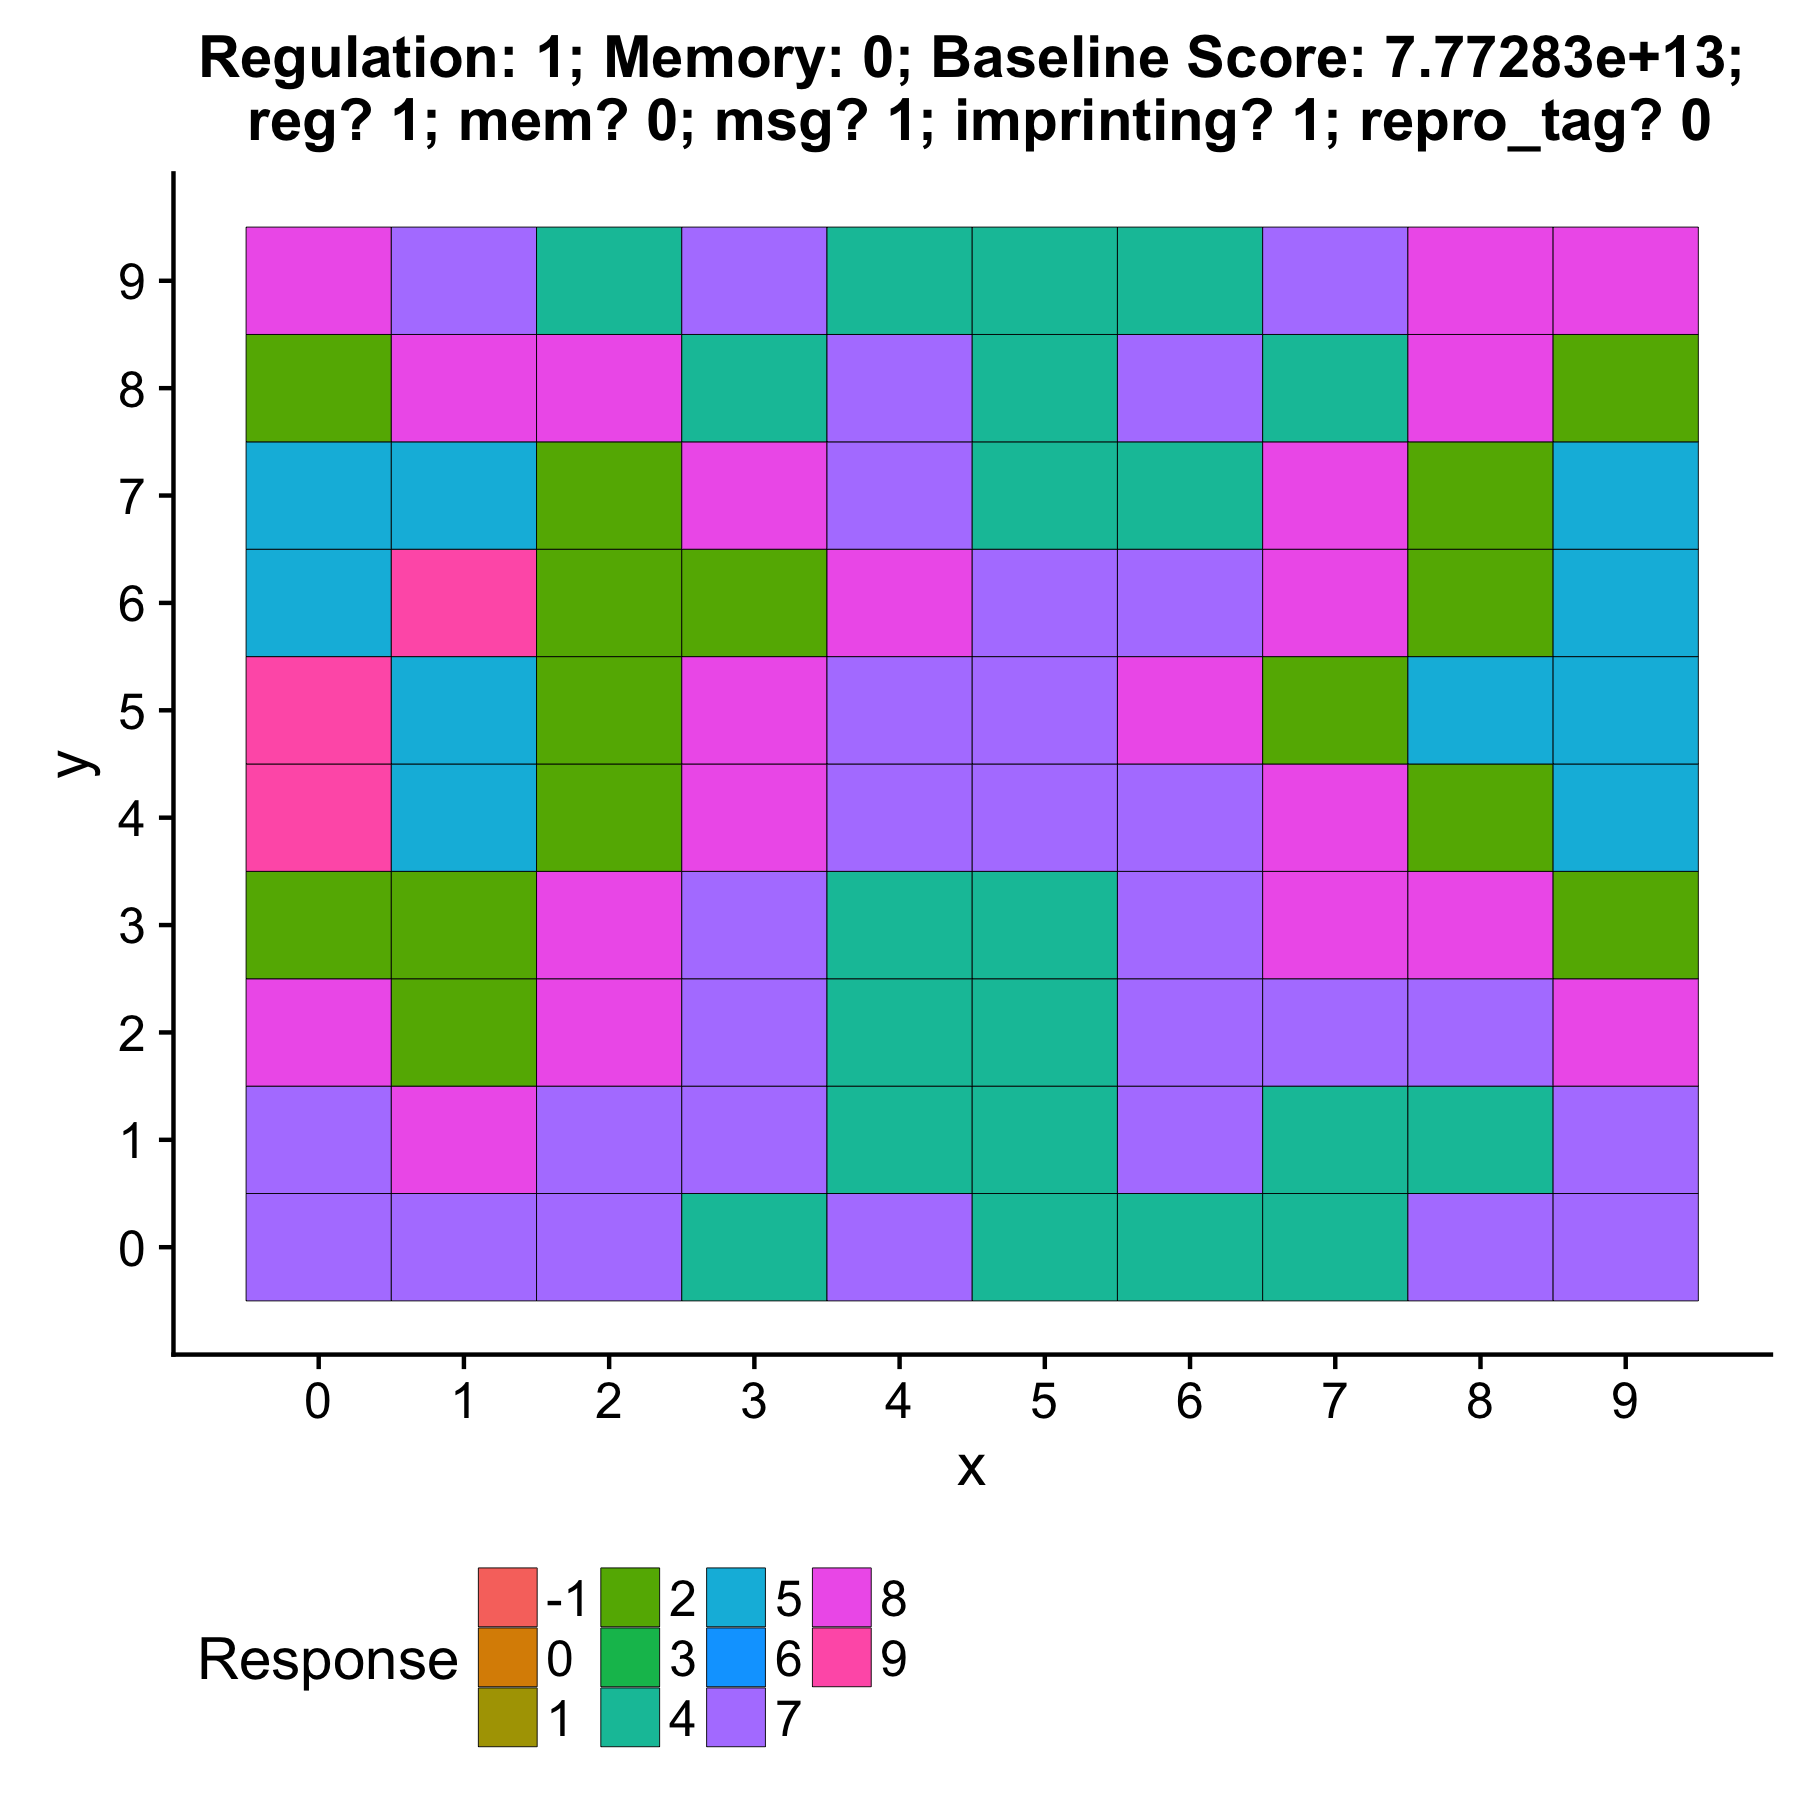 Regulation: 1; Memory: 0; Baseline Score: 7.77283e+13;
reg? 1; mem? 0; msg? 1; imprinting? 1; repro_tag? 0
9
8
7
6
5
4
3
2
1
0
y
0 1 2 3 4 5 6 7 8 9
x
Response
-1 2 5 8
0 3 6 9
1 4 7